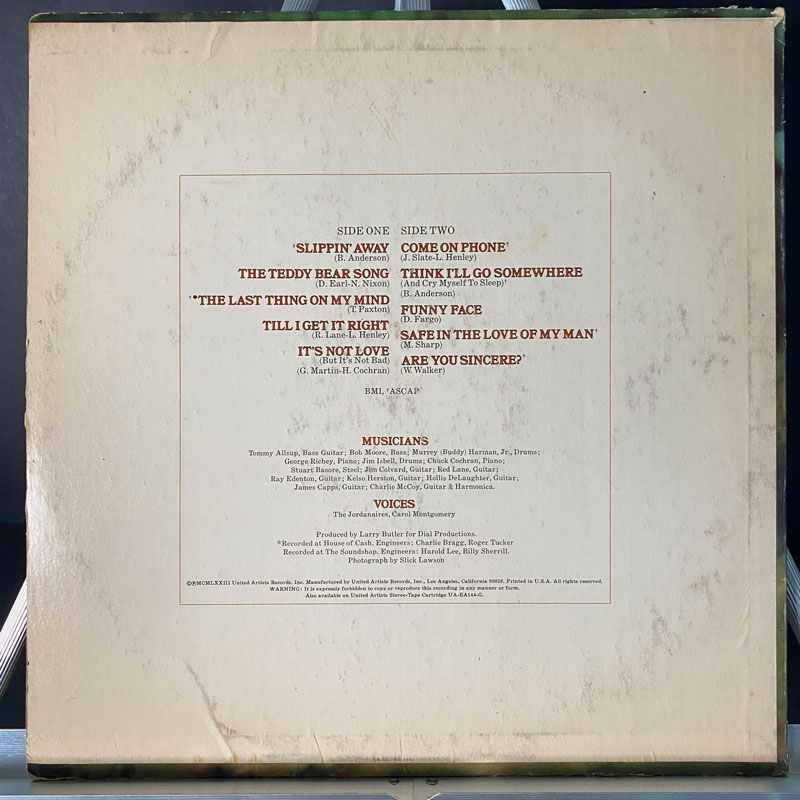 SIDE ONE
†SLIPPIN' AWAY
(B. Anderson)
THE TEDDY BEAR SONG
(D. Earl-N. Nixon)
†*THE LAST THING ON MY MIND
(T. Paxton)
TILL I GET IT RIGHT
(R. Lane-L. Henley)
IT'S NOT LOVE
(But It's Not Bad)
(G. Martin-H. Cochran)
SIDE TWO
COME ON PHONE†
(J. Slate-L. Henley)
THINK I'LL GO SOMEWHERE
(And Cry Myself To Sleep)†
(B. Anderson)
FUNNY FACE
(D. Fargo)
SAFE IN THE LOVE OF MY MAN†
(M. Sharp)
ARE YOU SINCERE?†
(W. Walker)
BMI, †ASCAP
MUSICIANS
Tommy Allsup, Bass Guitar; Bob Moore, Bass; Murrey (Buddy) Harman, Jr., Drums;
George Richey, Piano; Jim Isbell, Drums; Chuck Cochran, Piano;
Stuart Basore, Steel; Jim Colvard, Guitar; Red Lane, Guitar;
Ray Edenton, Guitar; Kelso Herston, Guitar; Hollis DeLaughter, Guitar;
James Capps, Guitar; Charlie McCoy, Guitar & Harmonica.
VOICES
The Jordanaires, Carol Montgomery
Produced by Larry Butler for Dial Productions.
*Recorded at House of Cash. Engineers: Charlie Bragg, Roger Tucker
Recorded at The Soundshop. Engineers: Harold Lee, Billy Sherrill.
Photograph by Slick Lawson
©℗MCMLXXIII United Artists Records, Inc. Manufactured by United Artists Records, Inc., Los Angeles, California 90028. Printed in U.S.A. All rights reserved.
WARNING: It is expressly forbidden to copy or reproduce this recording in any manner or form.
Also available on United Artists Stereo-Tape Cartridge UA-EA144-G.